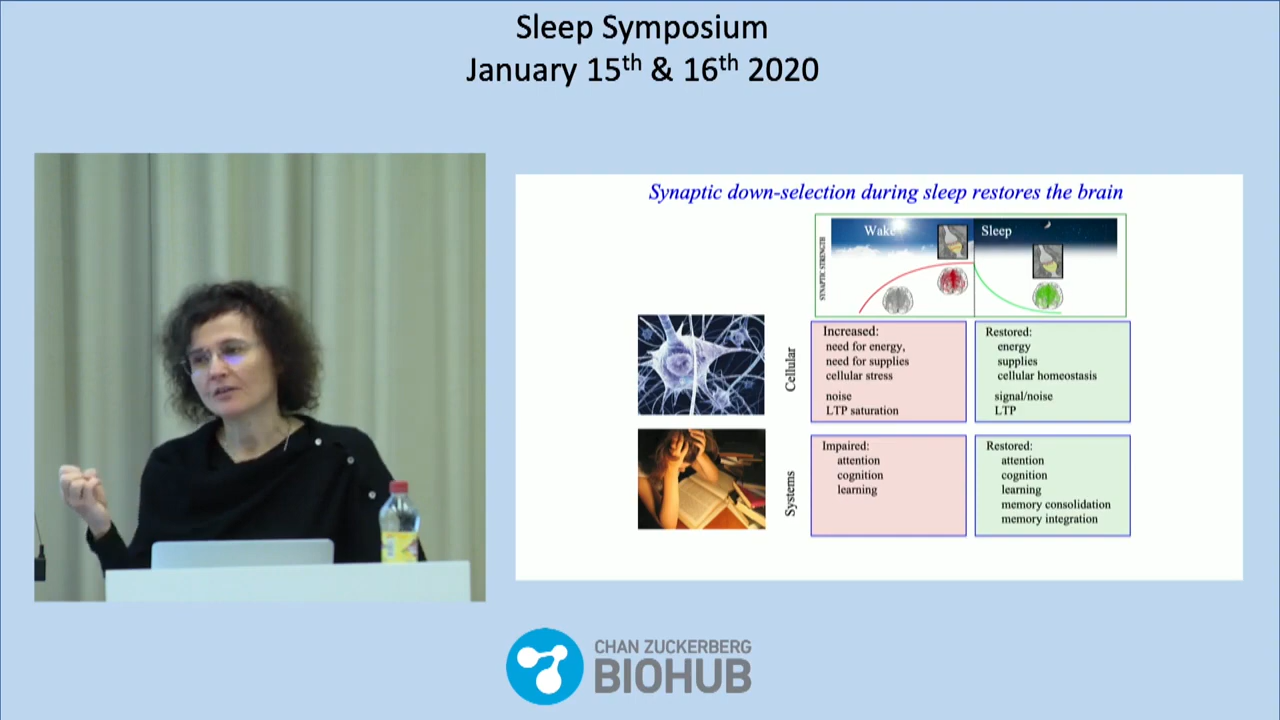 Sleep Symposium
January 15th & 16th 2020
Synaptic down-selection during sleep restores the brain
SYNAPTIC STRENGTH
Wake
Sleep
Cellular
Increased:
need for energy,
need for supplies
cellular stress
noise
LTP saturation
Restored:
energy
supplies
cellular homeostasis
signal/noise
LTP
Systems
Impaired:
attention
cognition
learning
Restored:
attention
cognition
learning
memory consolidation
memory integration
CHAN ZUCKERBERG
BIOHUB